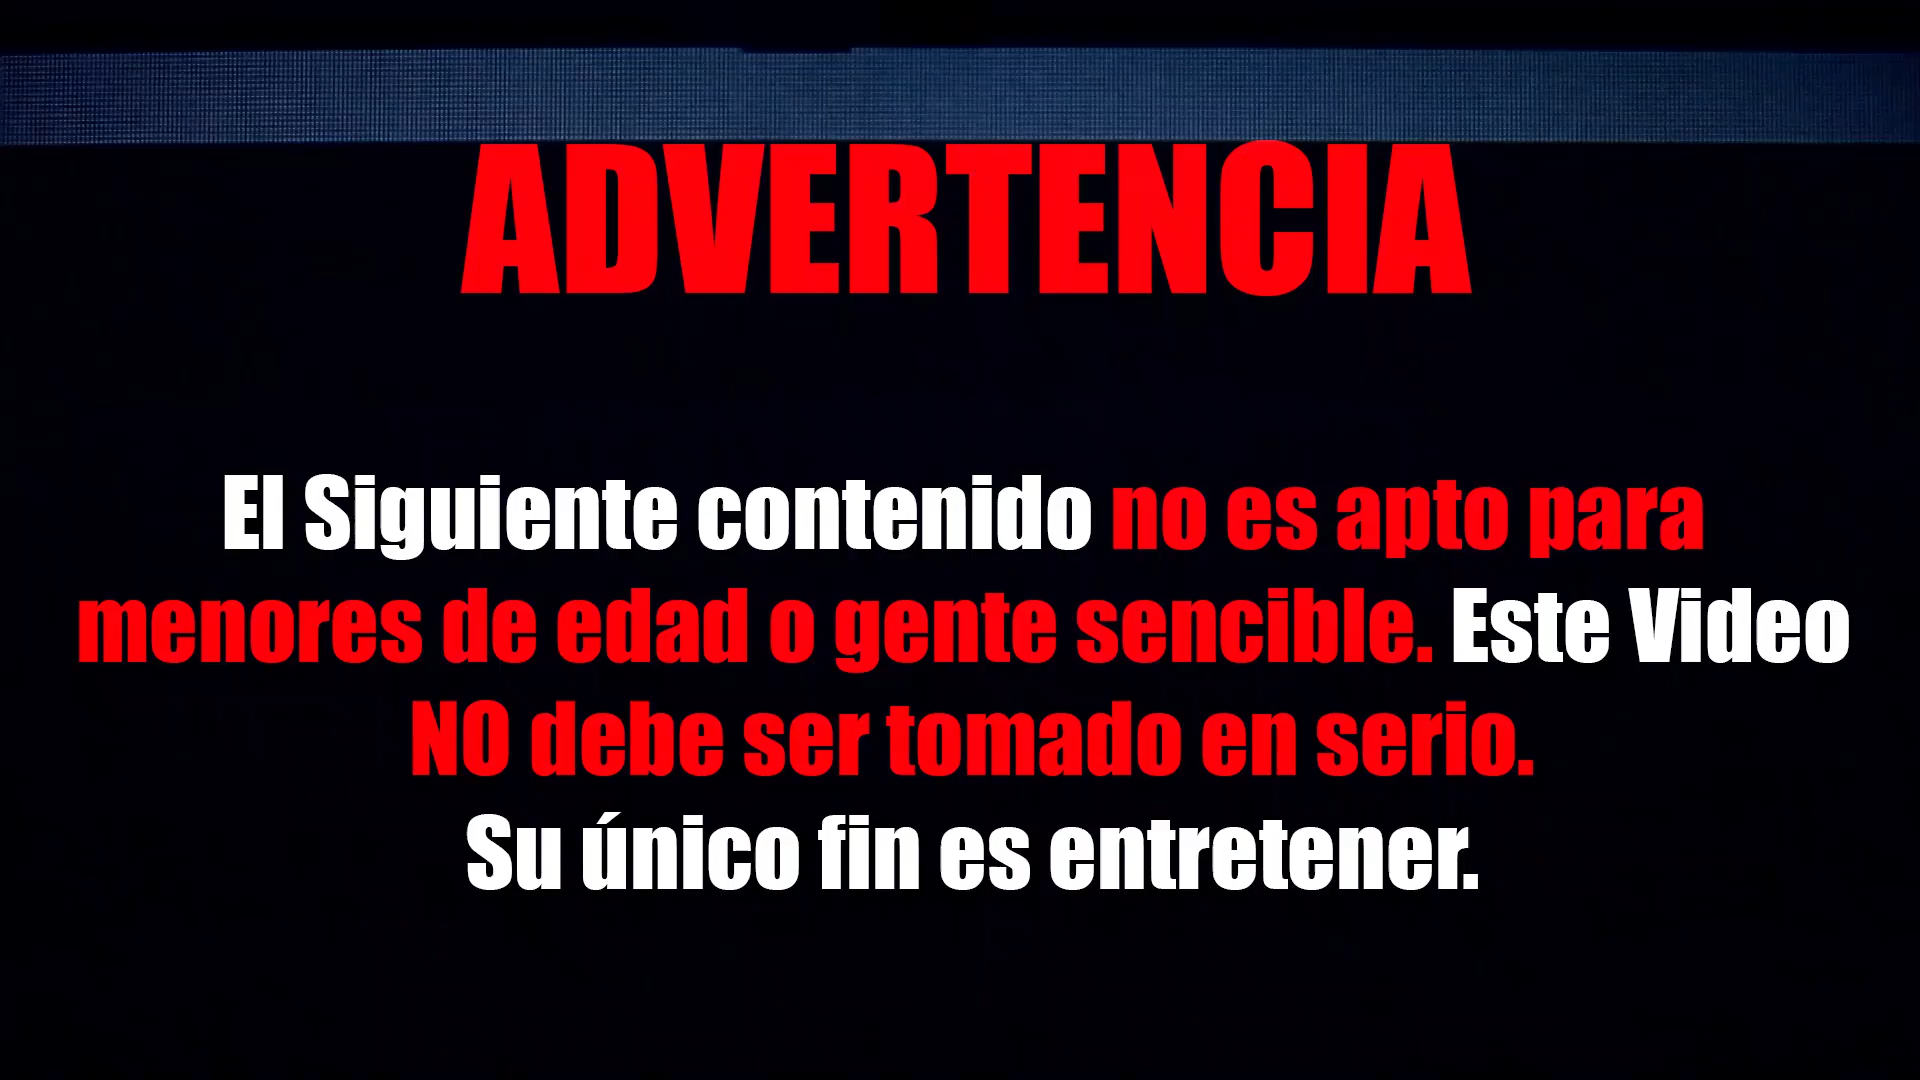 ADVERTENCIA
El Siguiente contenido no es apto para
menores de edad o gente sencible. Este Video
NO debe ser tomado en serio.
Su único fin es entretener.